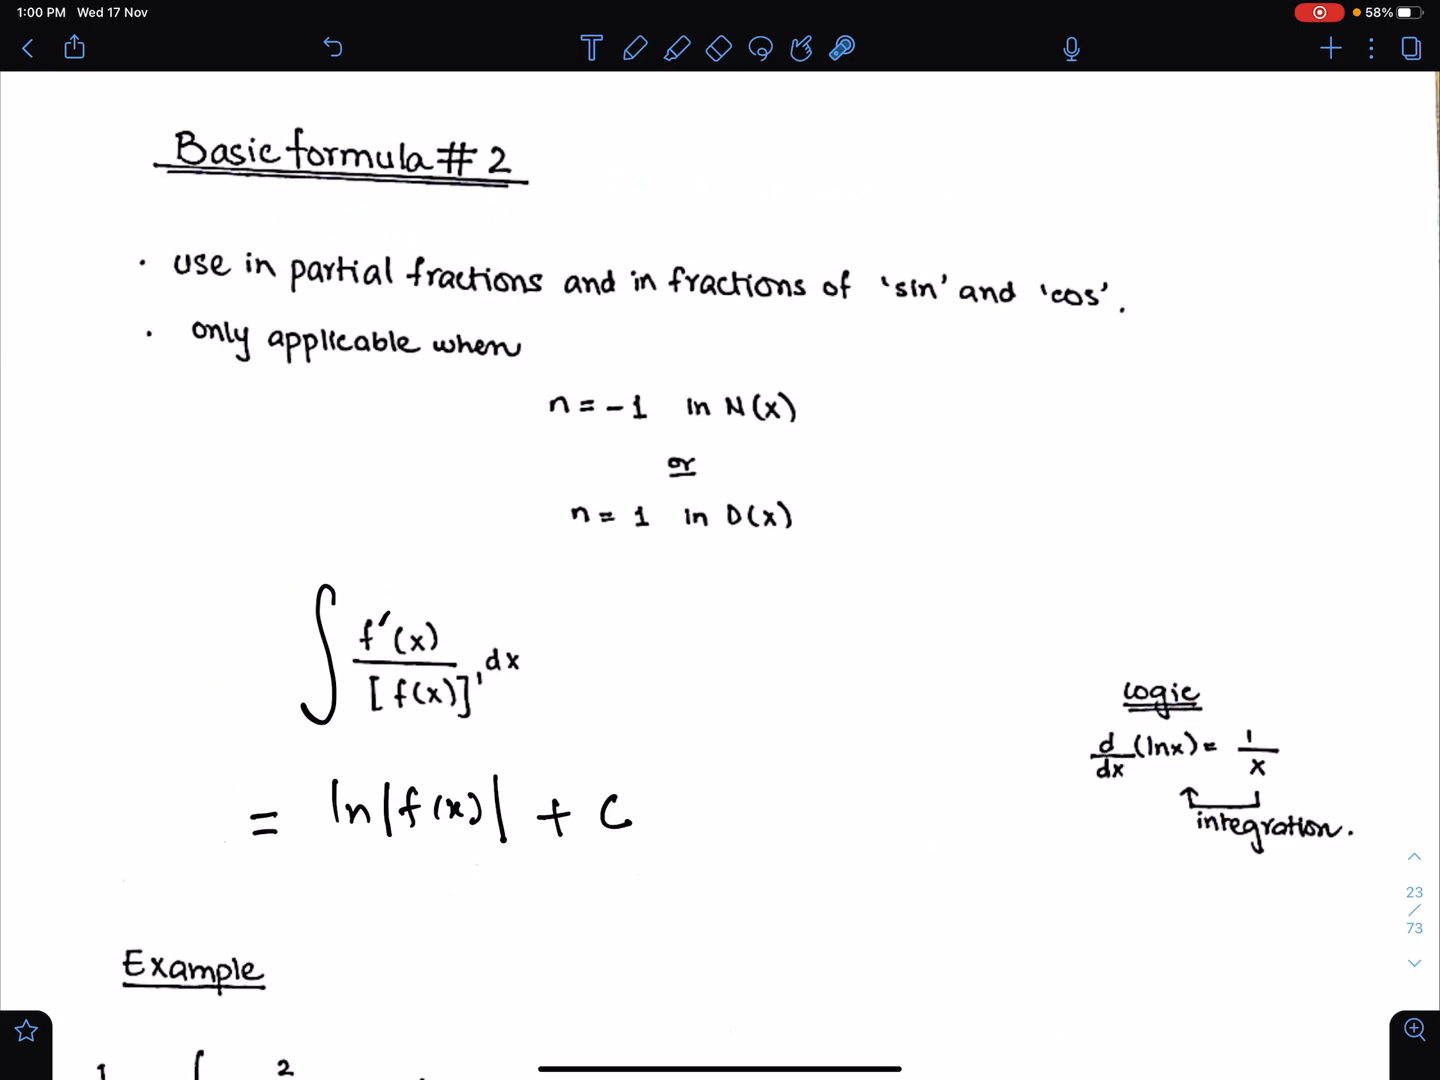 1:00 PM Wed 17 Nov
58%
Basic formula # 2
· use in partial fractions and in fractions of 'sin' and 'cos'.
· only applicable when
n = -1 in N(x)
or
n = 1 in D(x)
∫ f'(x) / [f(x)]¹ dx
= ln|f(x)| + C
Logic
d/dx (lnx) = 1/x
integration.
23
/
73
Example
1 ∫ 2